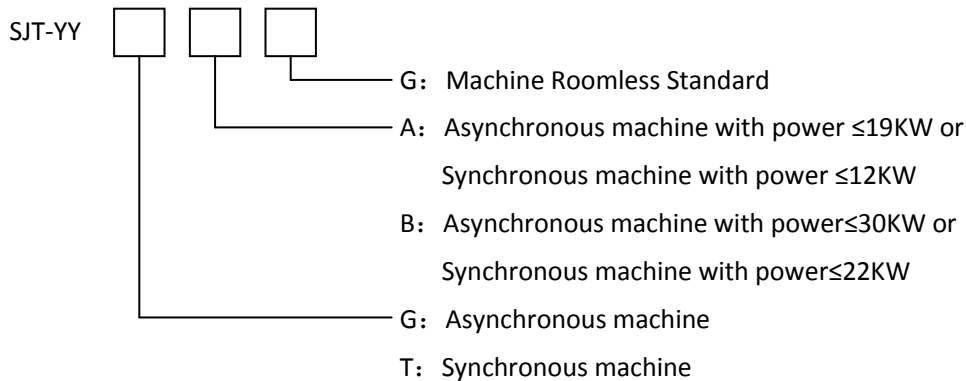 SJT-YY
G：Machine Roomless Standard
A：Asynchronous machine with power ≤19KW or
Synchronous machine with power ≤12KW
B：Asynchronous machine with power≤30KW or
Synchronous machine with power≤22KW
G：Asynchronous machine
T：Synchronous machine